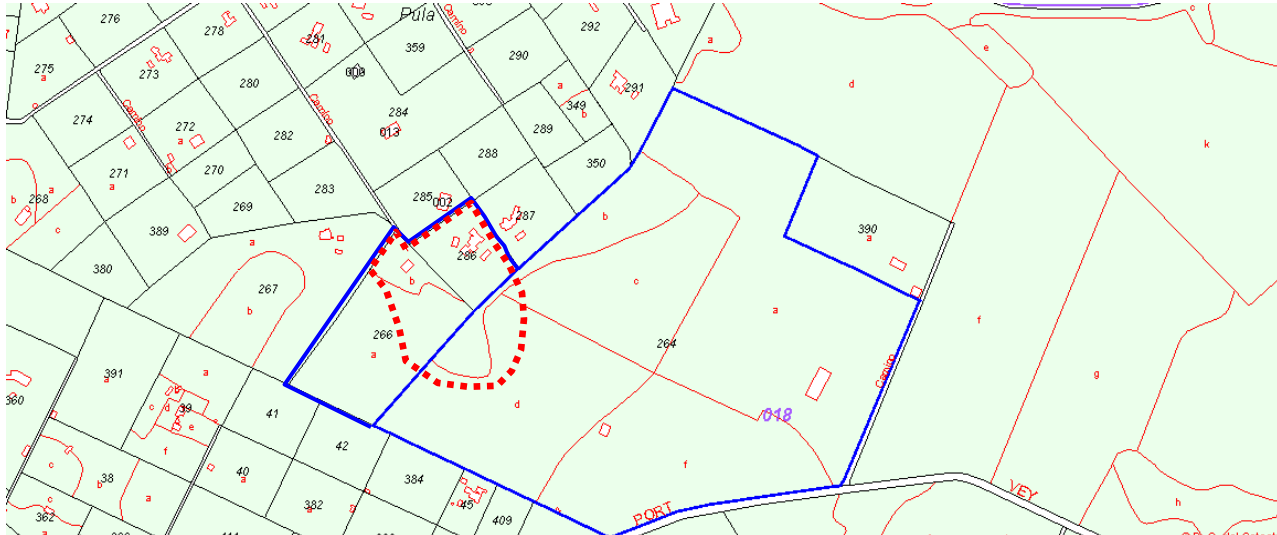 276
Pula
278
281
359
Camino
290
292
a
c
e
275
a
c
273
280
000
d
a
291
349
b
274
Camino
272
a
282
Camino
284
013
289
k
271
a
270
283
288
350
268
b
a
c
269
285
002
287
b
390
a
389
a
286
380
267
b
b
c
a
f
266
a
264
391
a
a
Camino
g
360
c
d
39
e
41
d
018
f
42
f
c
38
b
a
40
a
384
VEY
PORT
h
c
382
a
45
409
362
a